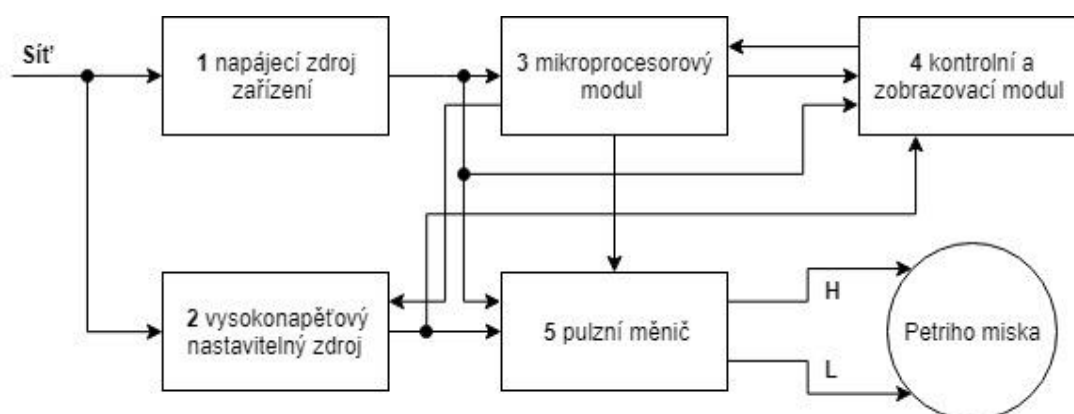 Síť
1 napájecí zdroj
zařízení
3 mikroprocesorový
modul
4 kontrolní a
zobrazovací modul
2 vysokonapěťový
nastavitelný zdroj
5 pulzní měnič
H
L
Petriho miska